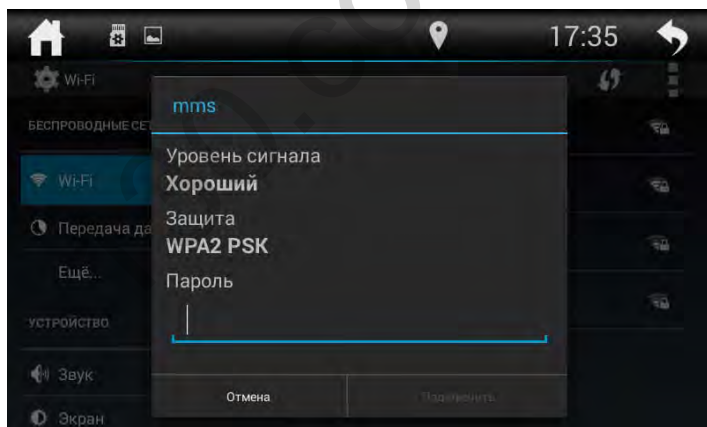 17:35
Wi-Fi
mms
БЕСПРОВОДНЫЕ СЕТ
Уровень сигнала
Хороший
Wi-Fi
Защита
WPA2 PSK
Передача да
Пароль
Ещё...
УСТРОЙСТВО
Звук
Отмена
Подключить
Экран